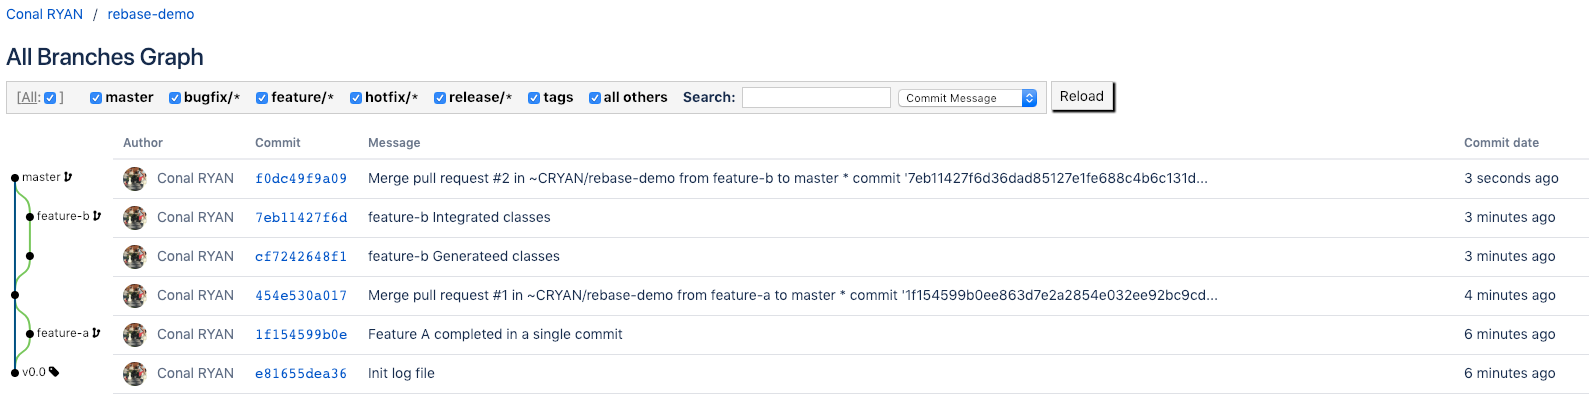 Conal RYAN / rebase-demo
All Branches Graph
[All: ] master bugfix/* feature/* hotfix/* release/* tags all others Search: Commit Message Reload
Author Commit Message Commit date
master Conal RYAN f0dc49f9a09 Merge pull request #2 in ~CRYAN/rebase-demo from feature-b to master * commit '7eb11427f6d36dad85127e1fe688c4b6c131d... 3 seconds ago
feature-b Conal RYAN 7eb11427f6d feature-b Integrated classes 3 minutes ago
Conal RYAN cf7242648f1 feature-b Generateed classes 3 minutes ago
Conal RYAN 454e530a017 Merge pull request #1 in ~CRYAN/rebase-demo from feature-a to master * commit '1f154599b0ee863d7e2a2854e032ee92bc9cd... 4 minutes ago
feature-a Conal RYAN 1f154599b0e Feature A completed in a single commit 6 minutes ago
v0.0 Conal RYAN e81655dea36 Init log file 6 minutes ago